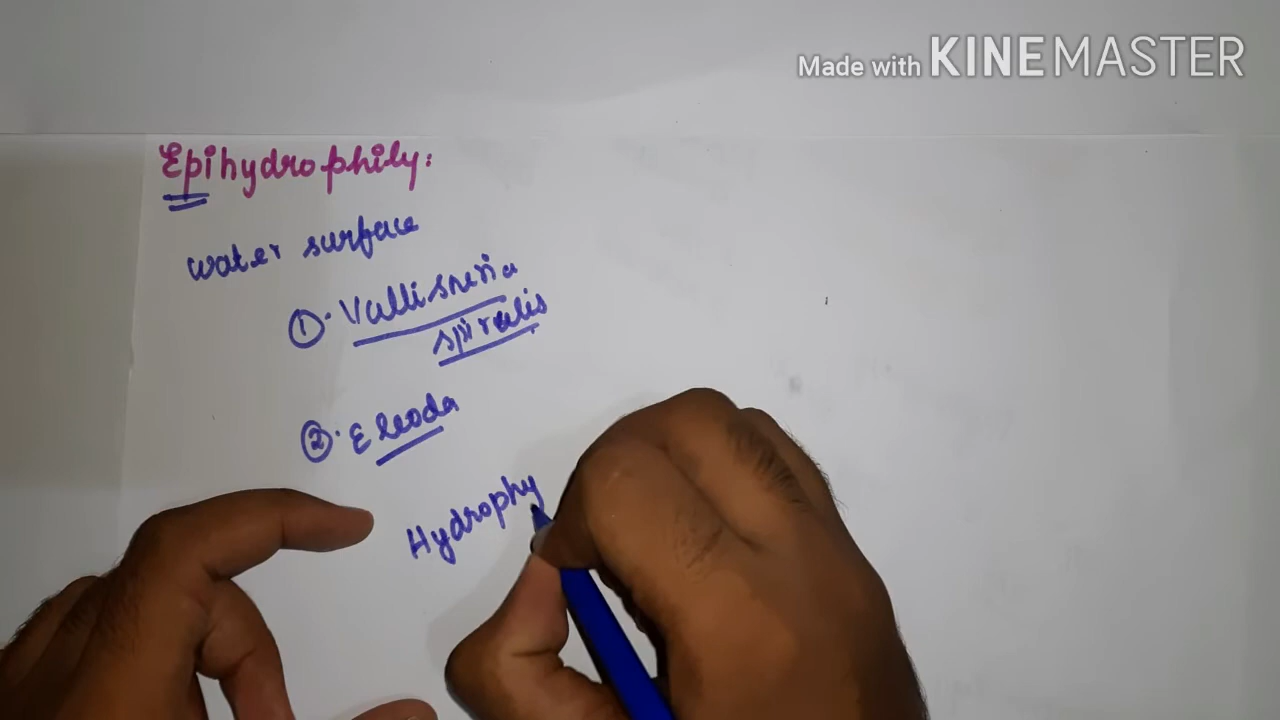 Made with KINEMASTER
Epihydrophily:
water surface
①. Vallisneria
spiralis
②. Eleoda
Hydrophy